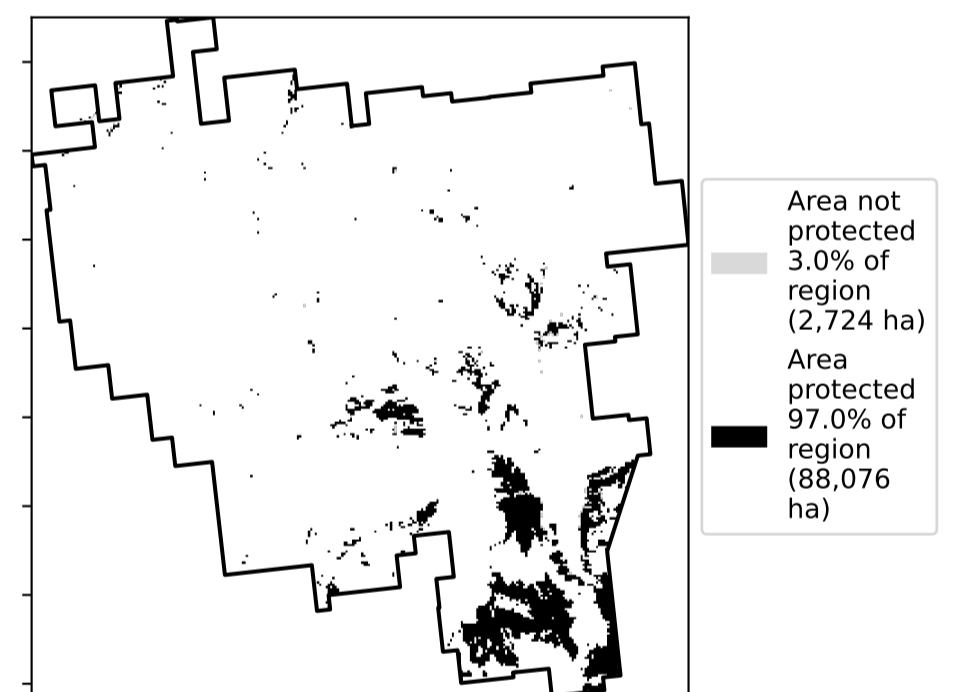 Area not
protected
3.0% of
region
(2,724 ha)
Area
protected
97.0% of
region
(88,076
ha)